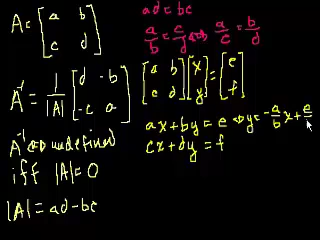 A = [a b
c d]
A⁻¹ = 1/|A| [d -b
-c a]
A⁻¹ ⇔ undefined
iff |A| = 0
|A| = ad - bc
ad = bc
a/b = c/d ⇔ a/c = b/d
[a b
c d] [x
y] = [e
f]
ax + by = e ⇔ y = -a/b x + e/
cx + dy = f